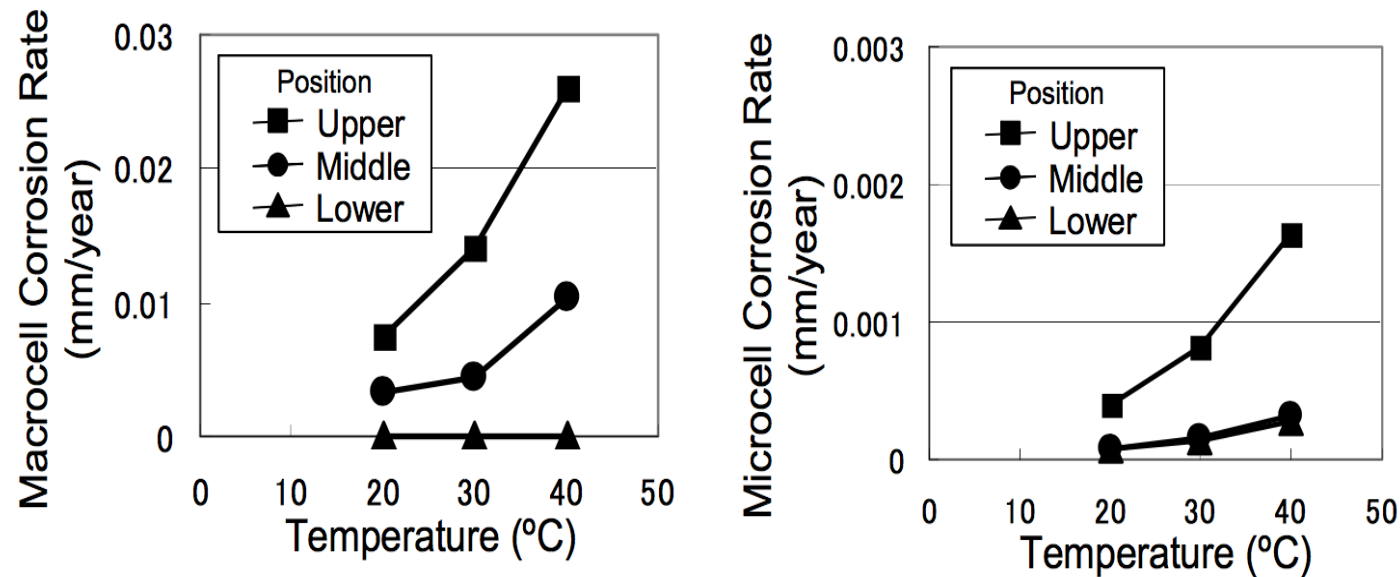 Macrocell Corrosion Rate
(mm/year)
0.03
0.02
0.01
0
Position
Upper
Middle
Lower
0 10 20 30 40 50
Temperature (ºC)
Microcell Corrosion Rate
(mm/year)
0.003
0.002
0.001
0
Position
Upper
Middle
Lower
0 10 20 30 40 50
Temperature (ºC)